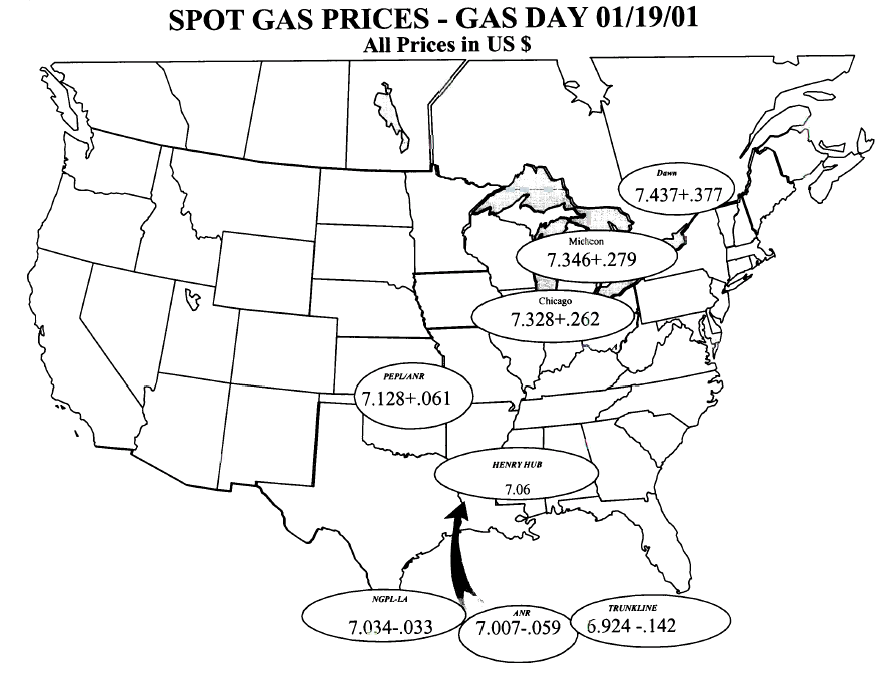 SPOT GAS PRICES - GAS DAY 01/19/01
All Prices in US $
Dawn
7.437+.377
Michcon
7.346+.279
Chicago
7.328+.262
PEPL/ANR
7.128+.061
HENRY HUB
7.06
NGPL-LA
7.034-.033
ANR
7.007-.059
TRUNKLINE
6.924 -.142